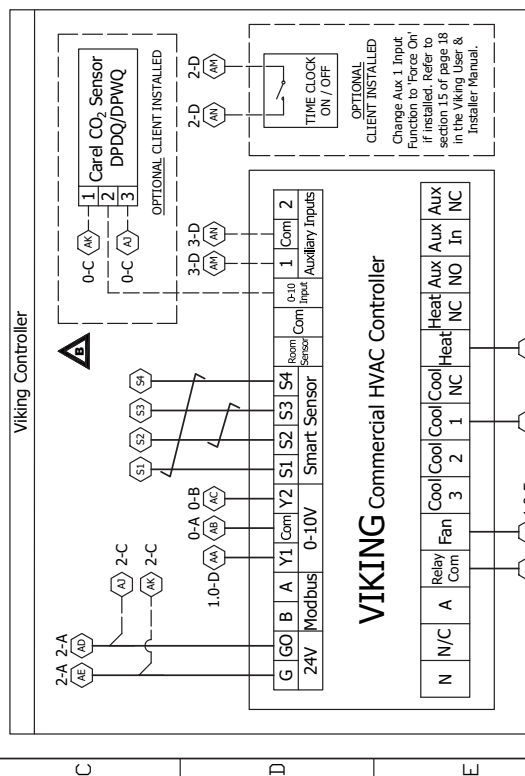 Viking Controller
2-A
AE
2-A
AD
AJ 2-C
AK 2-C
1.0-D
AA
0-A
AB
0-B
AC
S1
S2
S3
S4
B
0-C
AK
0-C
AJ
1
2
3
Carel CO2 Sensor
DPDQ/DPWQ
OPTIONAL CLIENT INSTALLED
3-D
AM
3-D
AN
2-D
AN
2-D
AM
TIME CLOCK
ON / OFF
OPTIONAL
CLIENT INSTALLED
Change Aux 1 Input
Function to 'Force On'
if installed. Refer to
section 15 of page 18
in the Viking User &
Installer Manual.
G GO B A Y1 Com Y2 S1 S2 S3 S4 Room Sensor Com 0-10 Input 1 Com 2
24V Modbus 0-10V Smart Sensor Auxiliary Inputs
VIKING Commercial HVAC Controller
N N/C A Relay Com Fan Cool 3 Cool 2 Cool 1 Cool NC Heat Heat NC Aux NO Aux In Aux NC
C
D
E